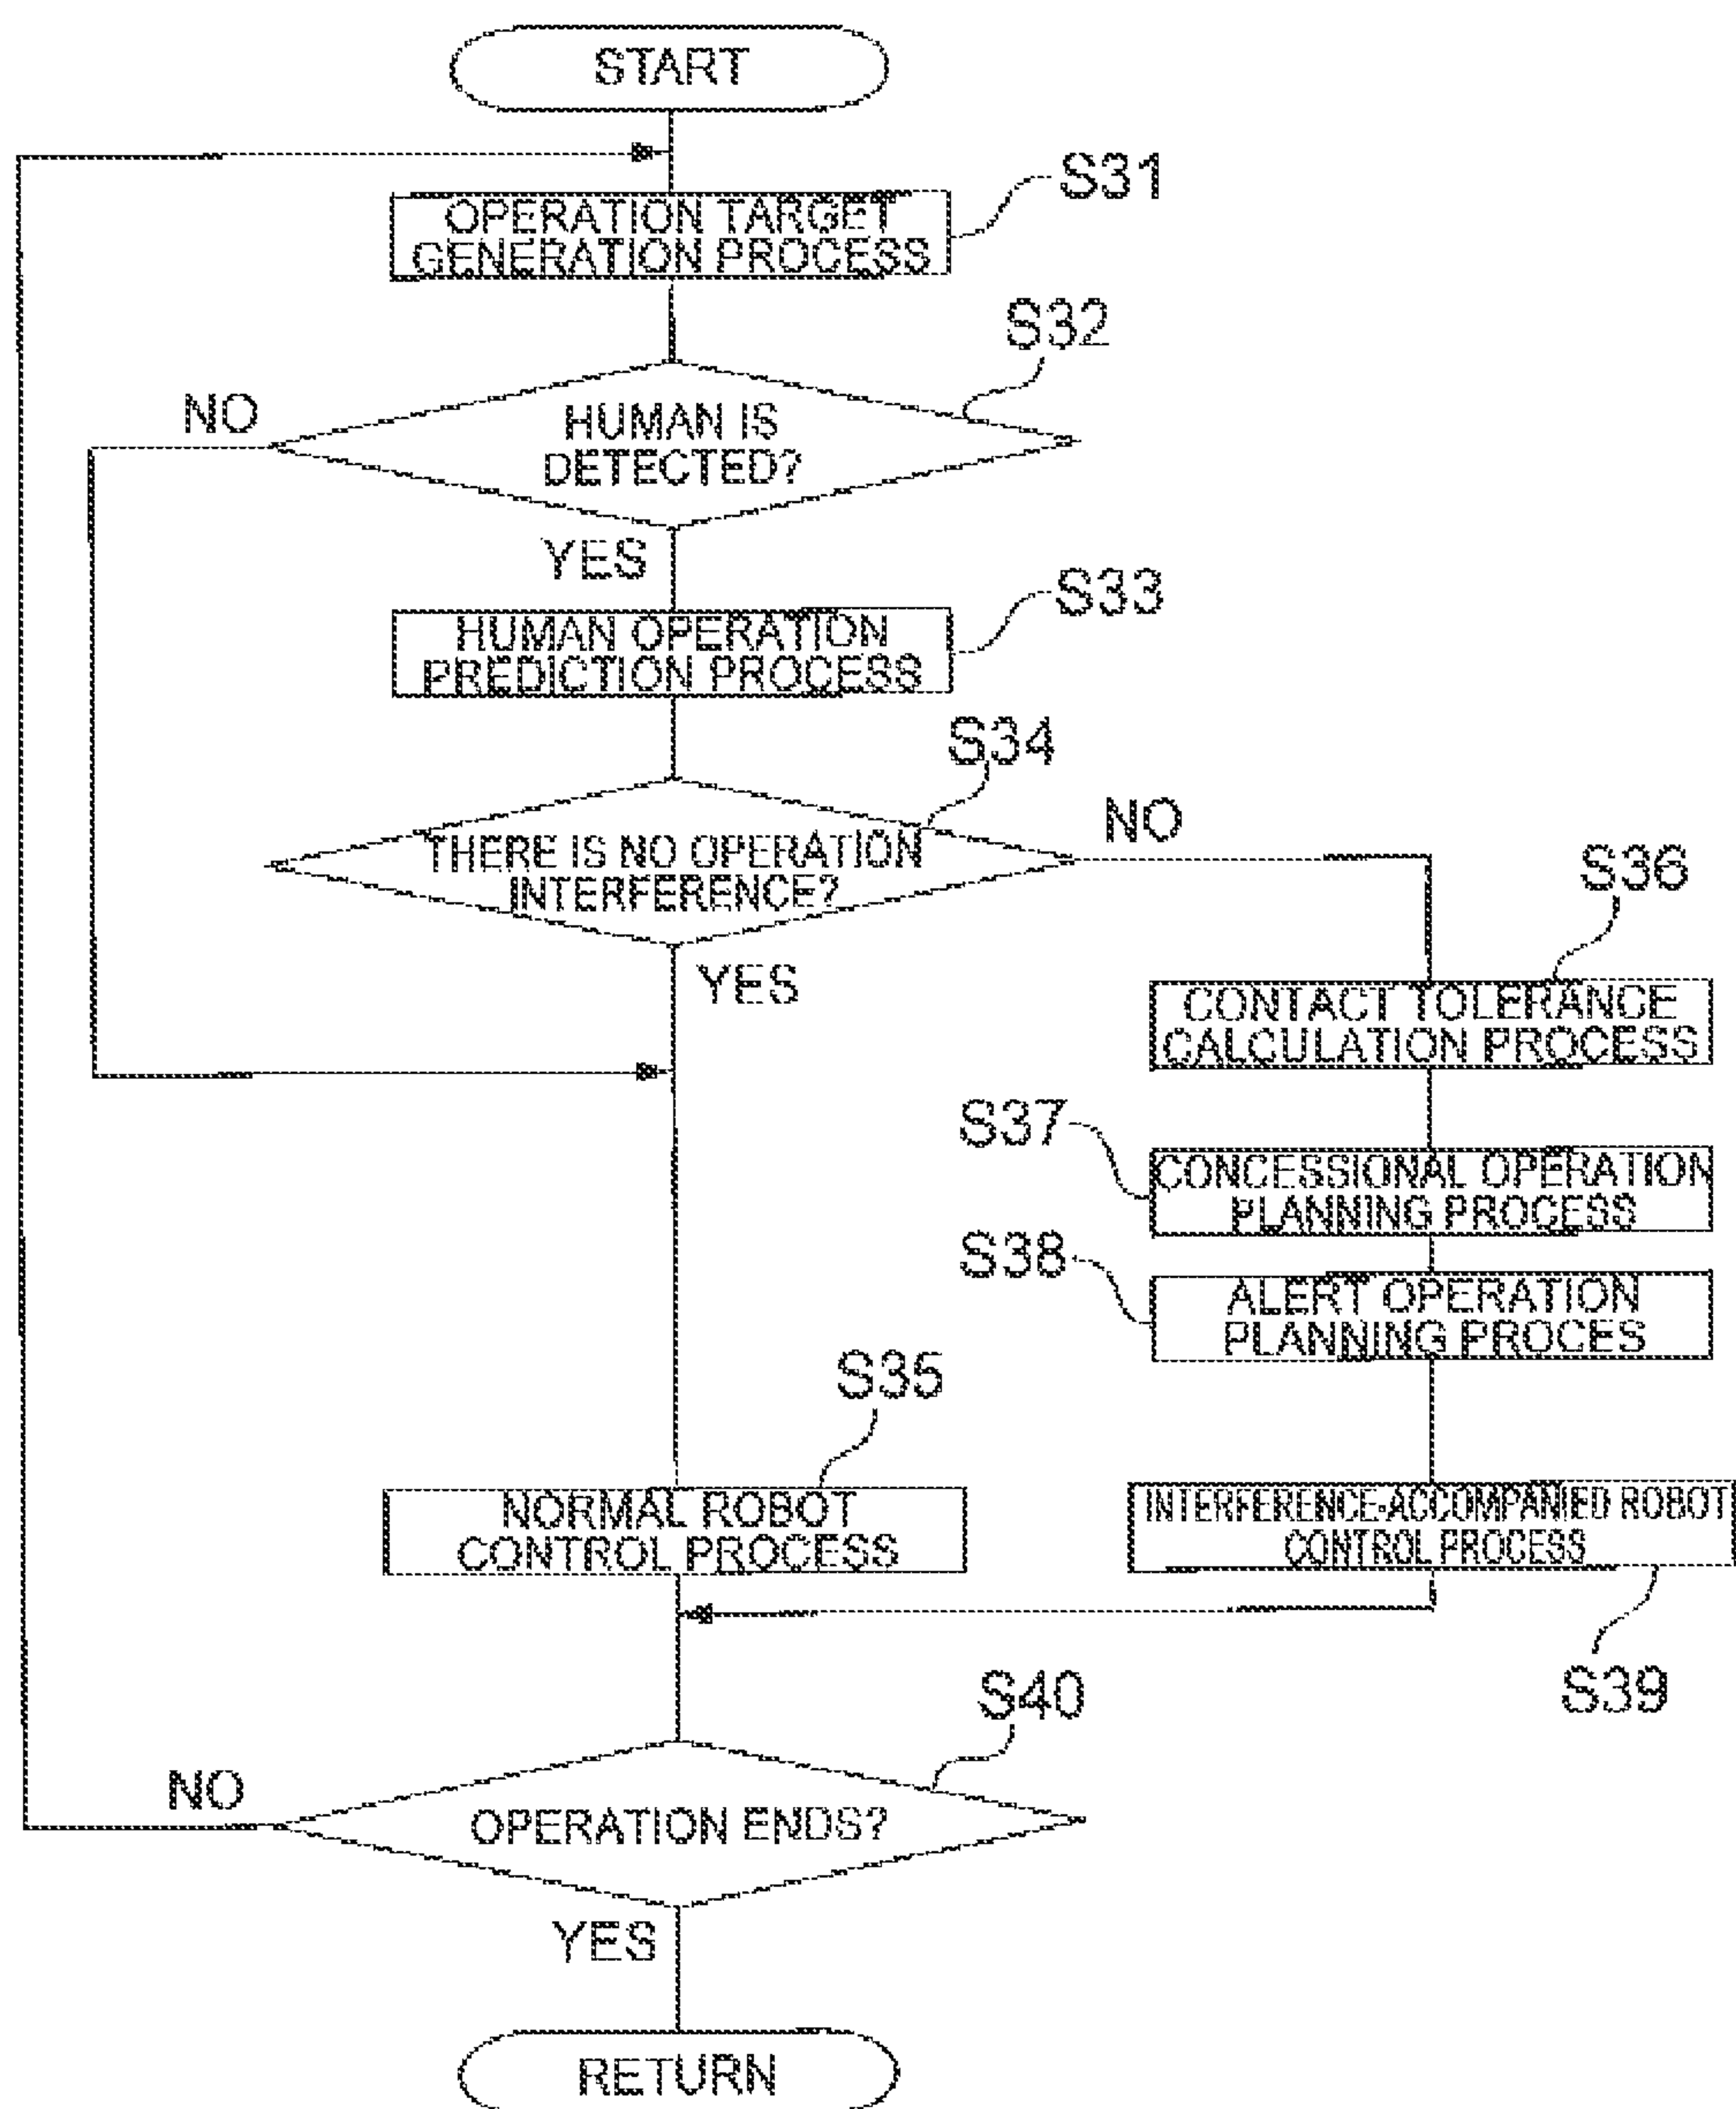 START
S31
OPERATION TARGET
GENERATION PROCESS
S32
NO
HUMAN IS
DETECTED?
YES
S33
HUMAN OPERATION
PREDICTION PROCESS
S34
NO
THERE IS NO OPERATION
INTERFERENCE?
YES
S36
CONTACT TOLERANCE
CALCULATION PROCESS
S37
CONCESSIONAL OPERATION
PLANNING PROCESS
S38
ALERT OPERATION
PLANNING PROCES
S35
NORMAL ROBOT
CONTROL PROCESS
INTERFERENCE-ACCOMPANIED ROBOT
CONTROL PROCESS
S39
S40
NO
OPERATION ENDS?
YES
RETURN